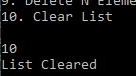 9. Delete N Eleme
10. Clear List
10
List Cleared